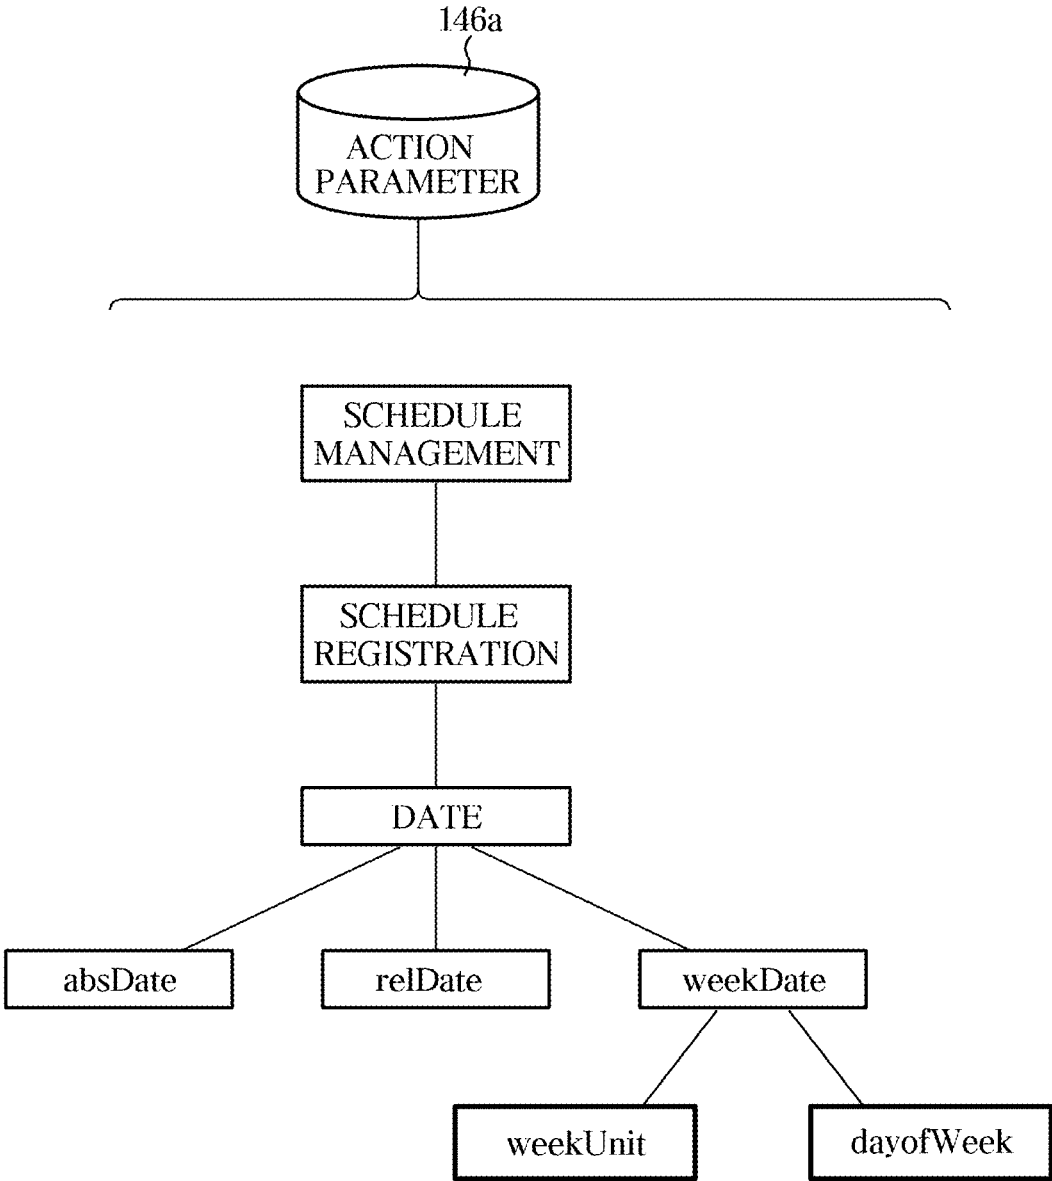 146a
ACTION
PARAMETER
SCHEDULE
MANAGEMENT
SCHEDULE
REGISTRATION
DATE
absDate
relDate
weekDate
weekUnit
dayofWeek